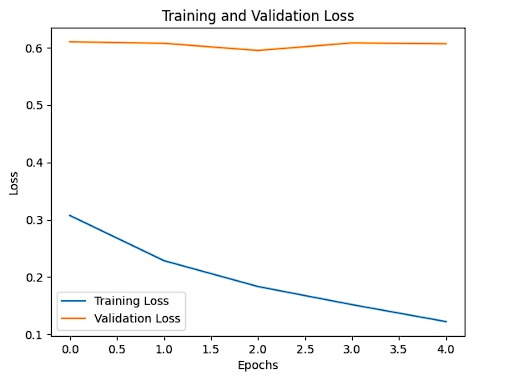 Training and Validation Loss
Loss
0.6
0.5
0.4
0.3
0.2
0.1
Training Loss
Validation Loss
0.0 0.5 1.0 1.5 2.0 2.5 3.0 3.5 4.0
Epochs